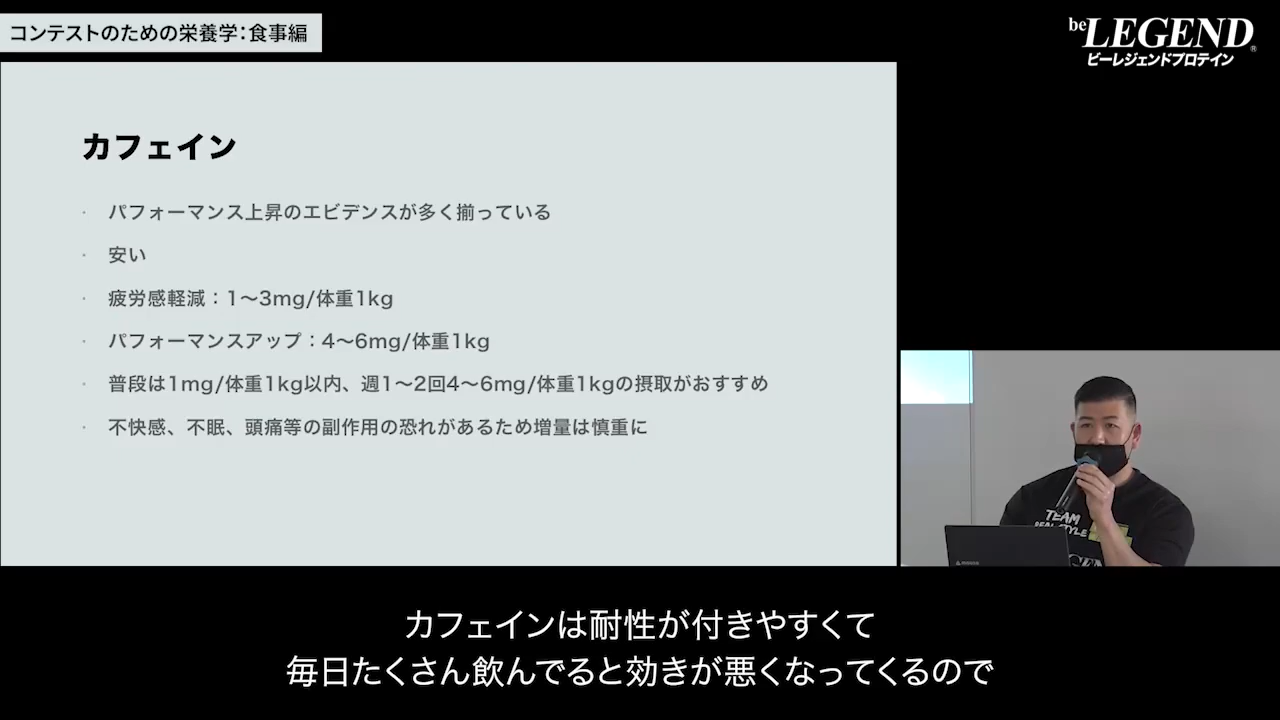 コンテストのための栄養学：食事編
be LEGEND®
ビーレジェンドプロテイン
カフェイン
· パフォーマンス上昇のエビデンスが多く揃っている
· 安い
· 疲労感軽減：1〜3mg/体重1kg
· パフォーマンスアップ：4〜6mg/体重1kg
· 普段は1mg/体重1kg以内、週1〜2回4〜6mg/体重1kgの摂取がおすすめ
· 不快感、不眠、頭痛等の副作用の恐れがあるため増量は慎重に
TEAM
REAL STYLE
カフェインは耐性が付きやすくて
毎日たくさん飲んでると効きが悪くなってくるので